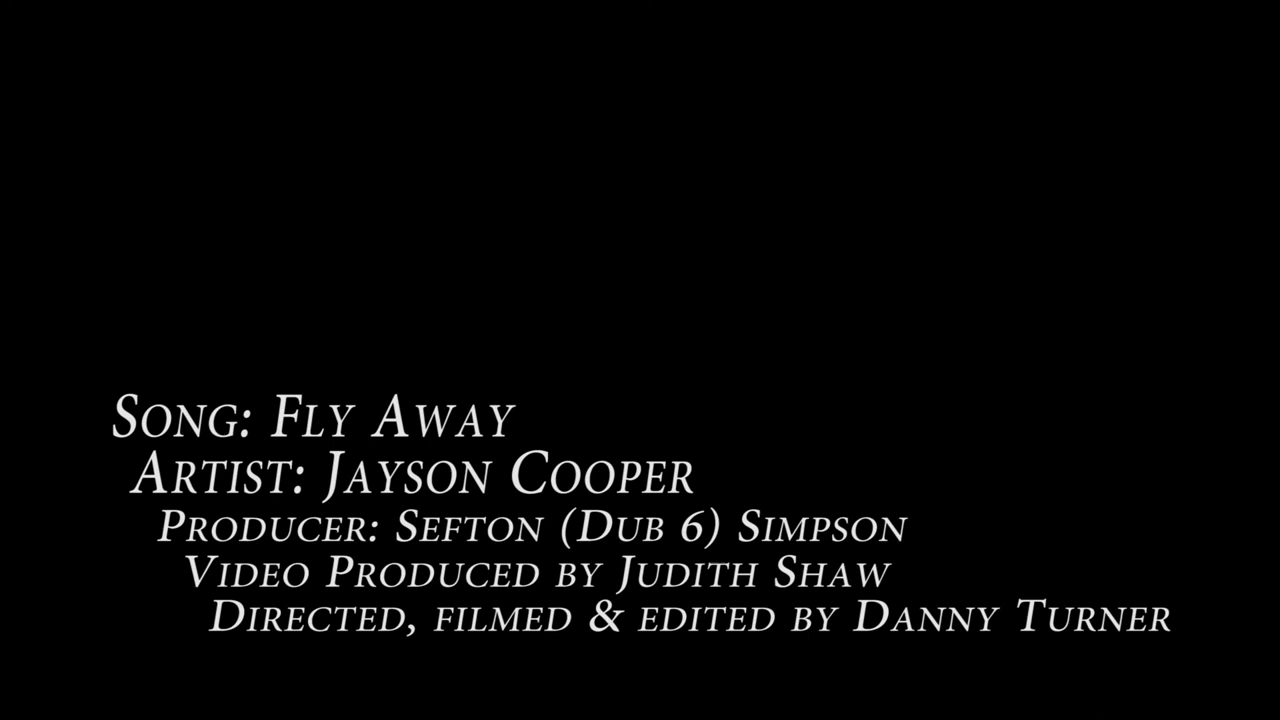 Song: Fly Away
Artist: Jayson Cooper
Producer: Sefton (Dub 6) Simpson
Video Produced by Judith Shaw
Directed, filmed & edited by Danny Turner